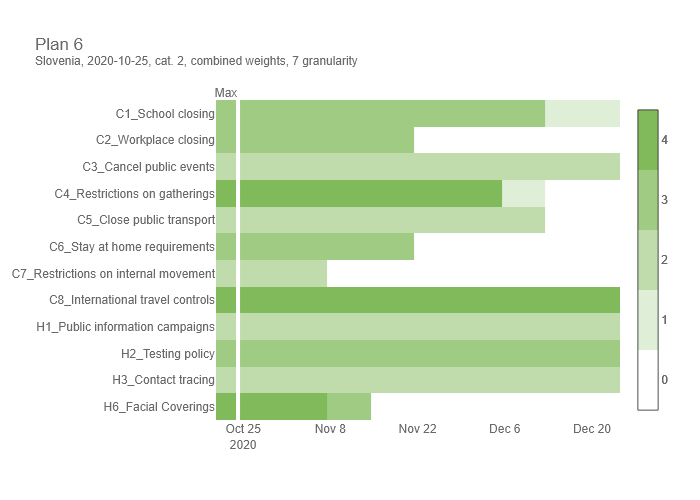 Plan 6
Slovenia, 2020-10-25, cat. 2, combined weights, 7 granularity
Max
C1_School closing
C2_Workplace closing
C3_Cancel public events
C4_Restrictions on gatherings
C5_Close public transport
C6_Stay at home requirements
C7_Restrictions on internal movement
C8_International travel controls
H1_Public information campaigns
H2_Testing policy
H3_Contact tracing
H6_Facial Coverings
Oct 25 Nov 8 Nov 22 Dec 6 Dec 20
2020
4
3
2
1
0